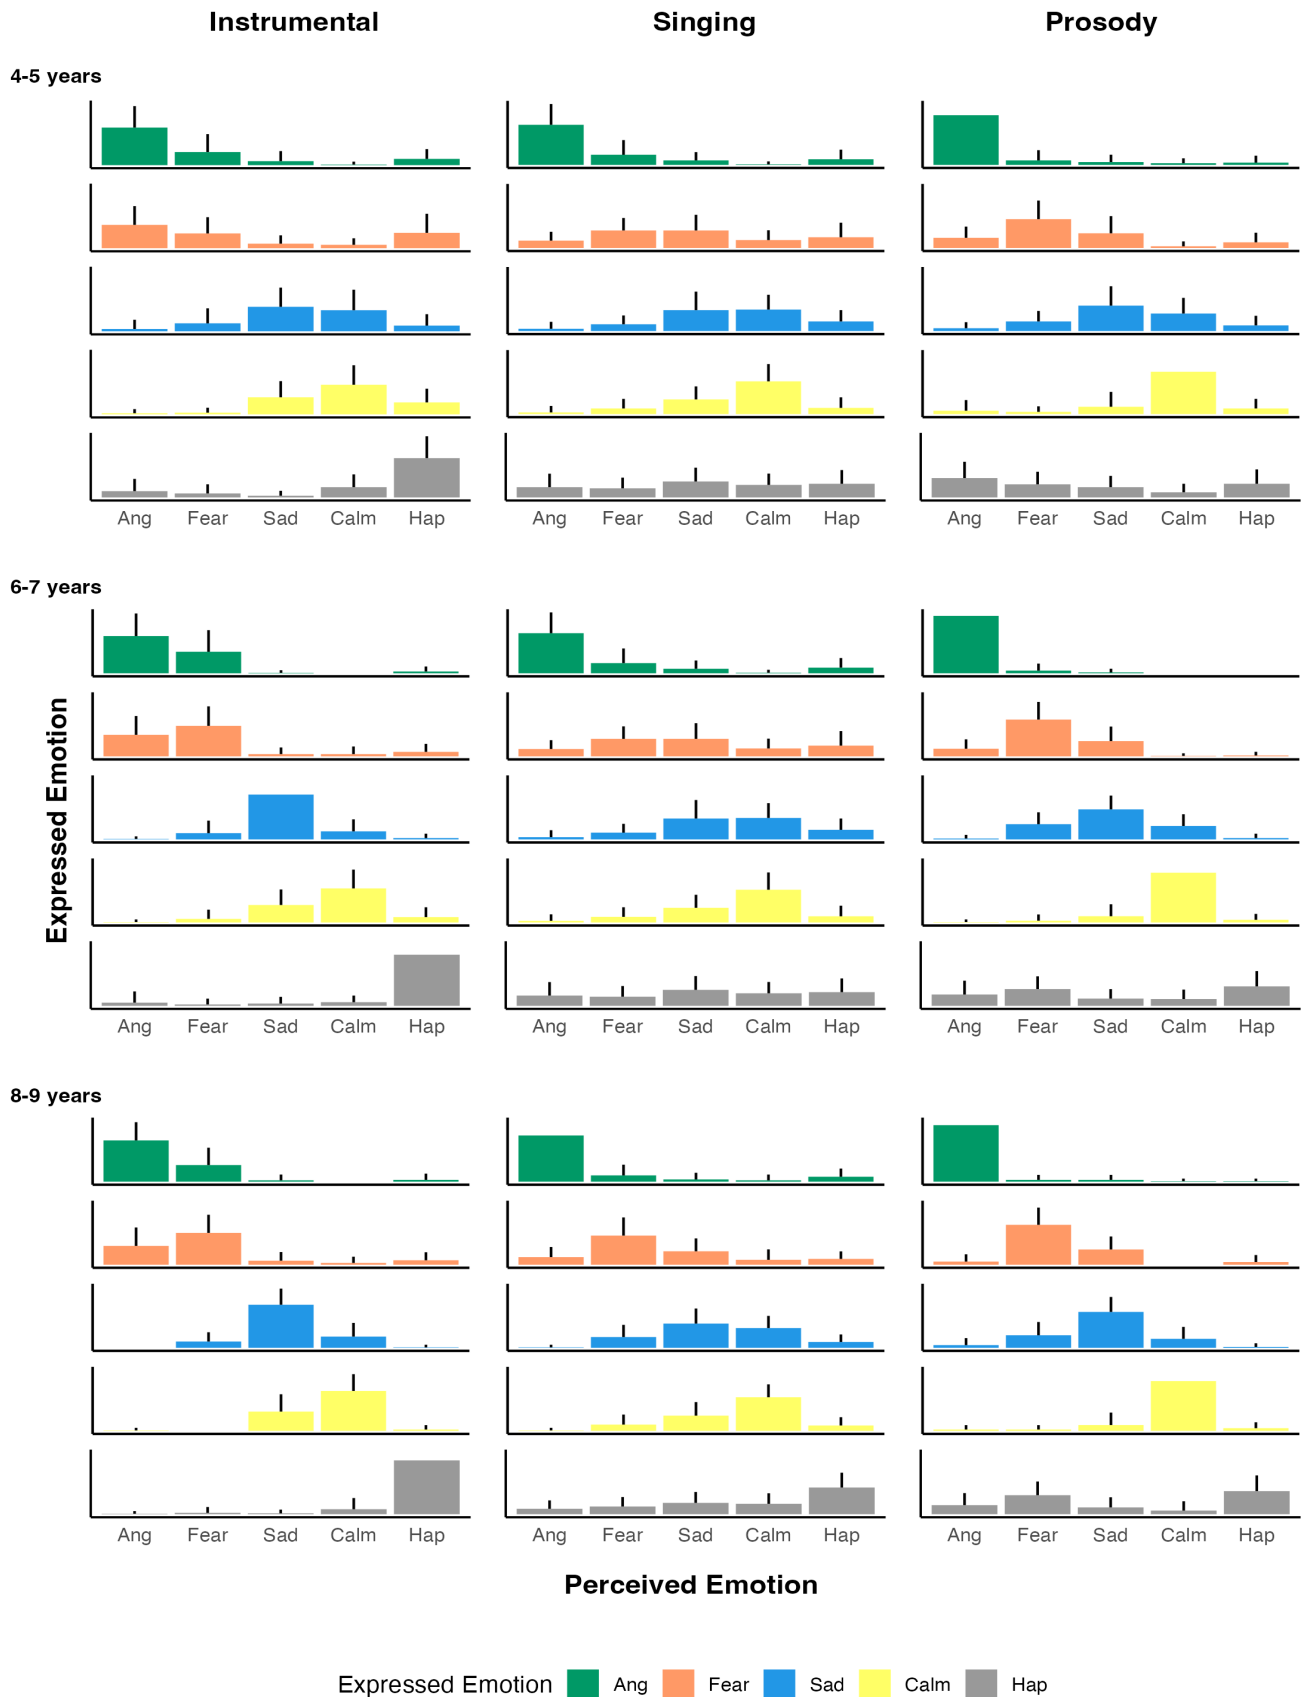 Instrumental Singing Prosody
4-5 years
Ang Fear Sad Calm Hap Ang Fear Sad Calm Hap Ang Fear Sad Calm Hap
6-7 years
Expressed Emotion
Ang Fear Sad Calm Hap Ang Fear Sad Calm Hap Ang Fear Sad Calm Hap
8-9 years
Ang Fear Sad Calm Hap Ang Fear Sad Calm Hap Ang Fear Sad Calm Hap
Perceived Emotion
Expressed Emotion Ang Fear Sad Calm Hap